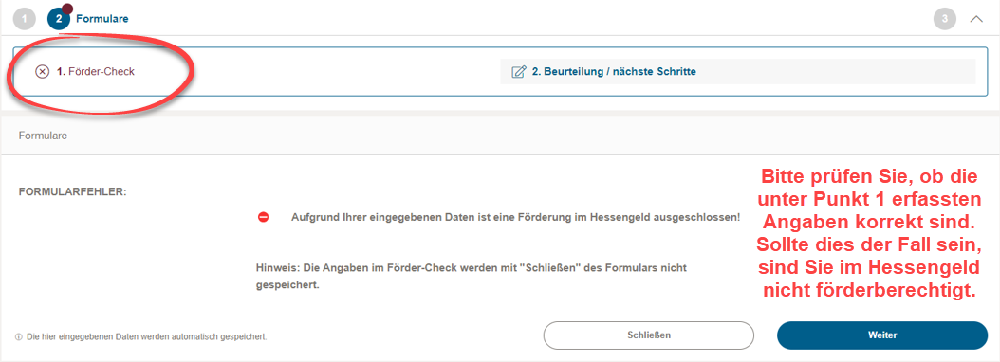 1 2 Formulare 3
1. Förder-Check
2. Beurteilung / nächste Schritte
Formulare
FORMULARFEHLER:
Aufgrund Ihrer eingegebenen Daten ist eine Förderung im Hessengeld ausgeschlossen!
Hinweis: Die Angaben im Förder-Check werden mit "Schließen" des Formulars nicht
gespeichert.
Bitte prüfen Sie, ob die
unter Punkt 1 erfassten
Angaben korrekt sind.
Sollte dies der Fall sein,
sind Sie im Hessengeld
nicht förderberechtigt.
Die hier eingegebenen Daten werden automatisch gespeichert.
Schließen
Weiter